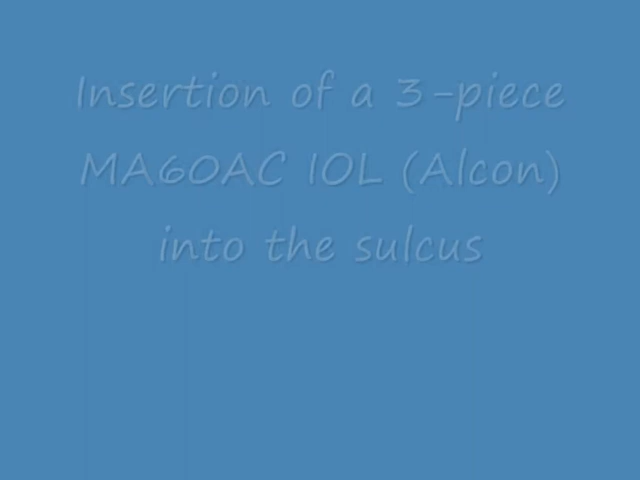 Insertion of a 3-piece
MA60AC IOL (Alcon)
into the sulcus